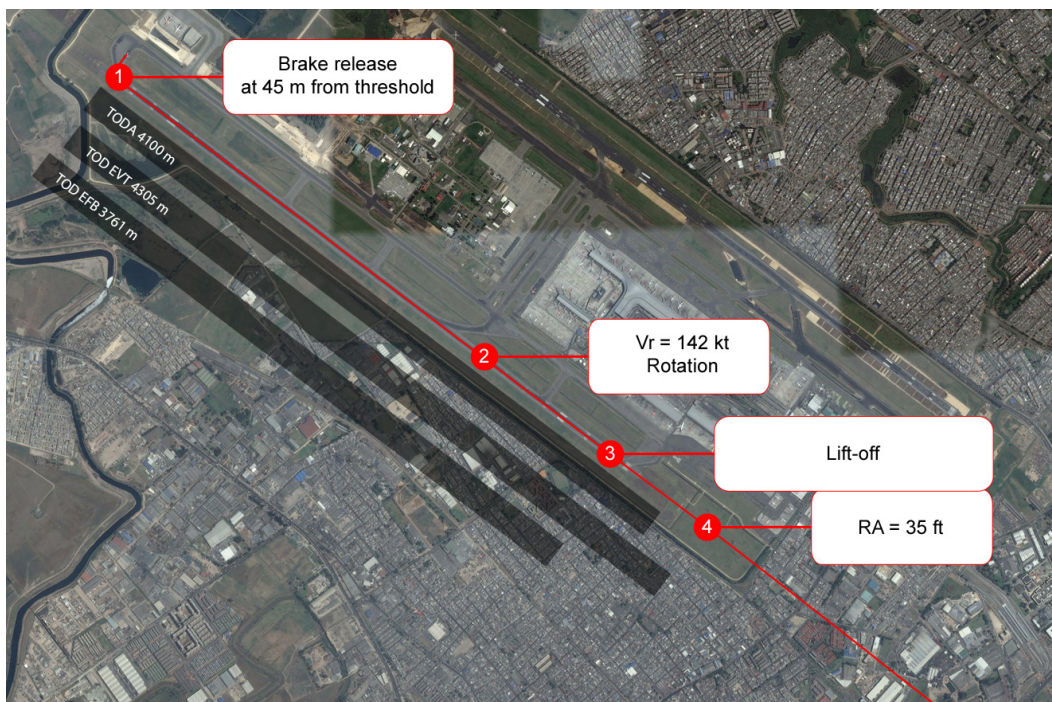 1
Brake release
at 45 m from threshold
TODA 4100 m
TOD EVT 4305 m
TOD EFB 3761 m
2
Vr = 142 kt
Rotation
3
Lift-off
4
RA = 35 ft